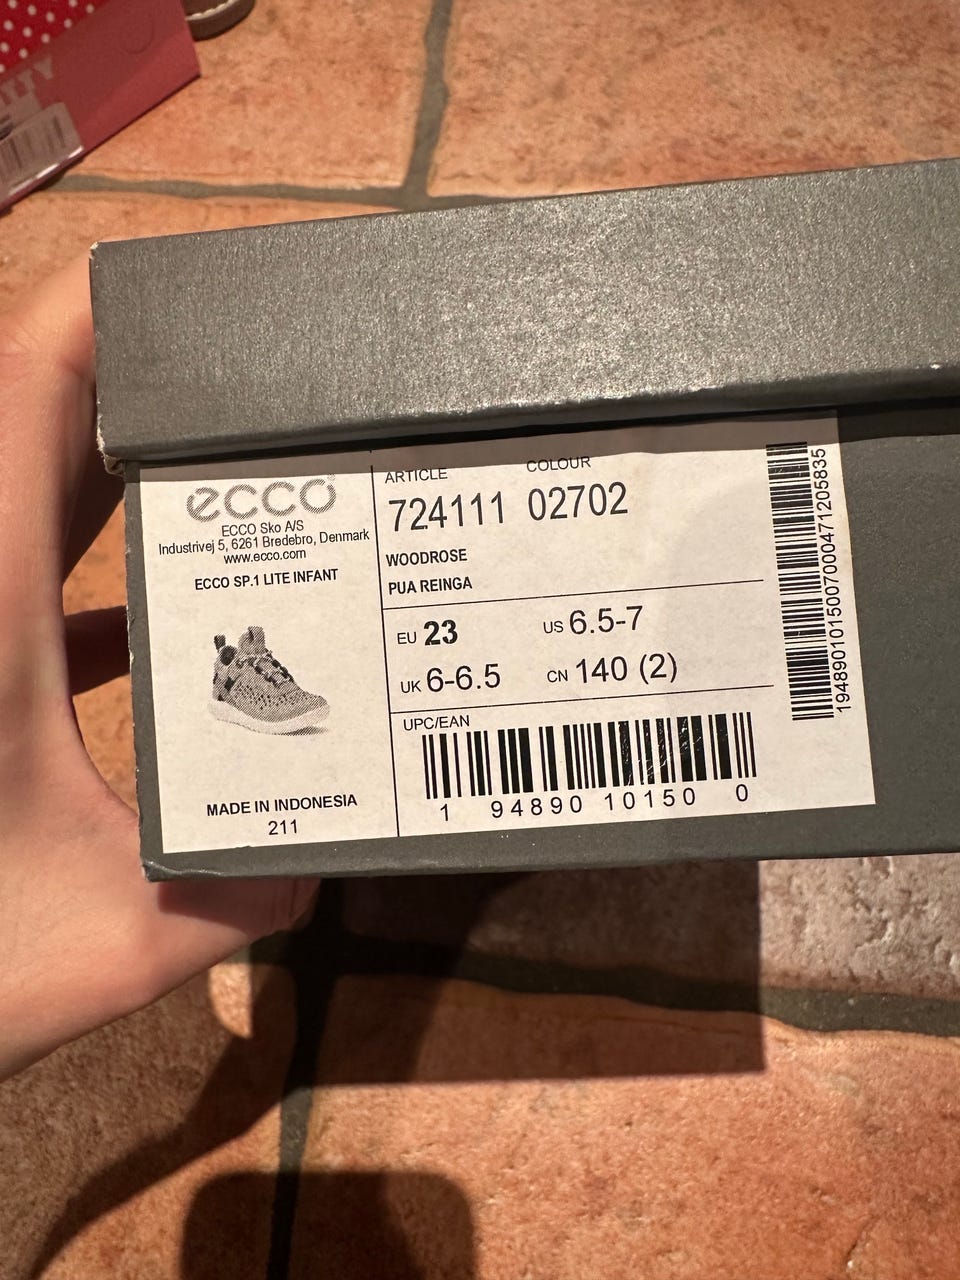 ecco
ECCO Sko A/S
Industrivej 5, 6261 Bredebro, Denmark
www.ecco.com
ECCO SP.1 LITE INFANT
MADE IN INDONESIA
211
ARTICLE COLOUR
724111 02702
WOODROSE
PUA REINGA
EU 23 US 6.5-7
UK 6-6.5 CN 140 (2)
UPC/EAN
1 94890 10150 0
19489010150070004712058​35